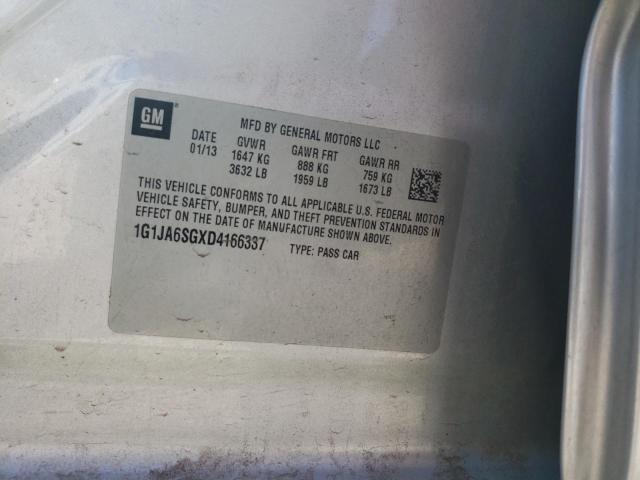 GM
MFD BY GENERAL MOTORS LLC
DATE GVWR GAWR FRT GAWR RR
01/13 1647 KG 888 KG 759 KG
3632 LB 1959 LB 1673 LB
THIS VEHICLE CONFORMS TO ALL APPLICABLE U.S. FEDERAL MOTOR
VEHICLE SAFETY, BUMPER, AND THEFT PREVENTION STANDARDS IN
EFFECT ON THE DATE OF MANUFACTURE SHOWN ABOVE.
1G1JA6SGXD4166337 TYPE: PASS CAR